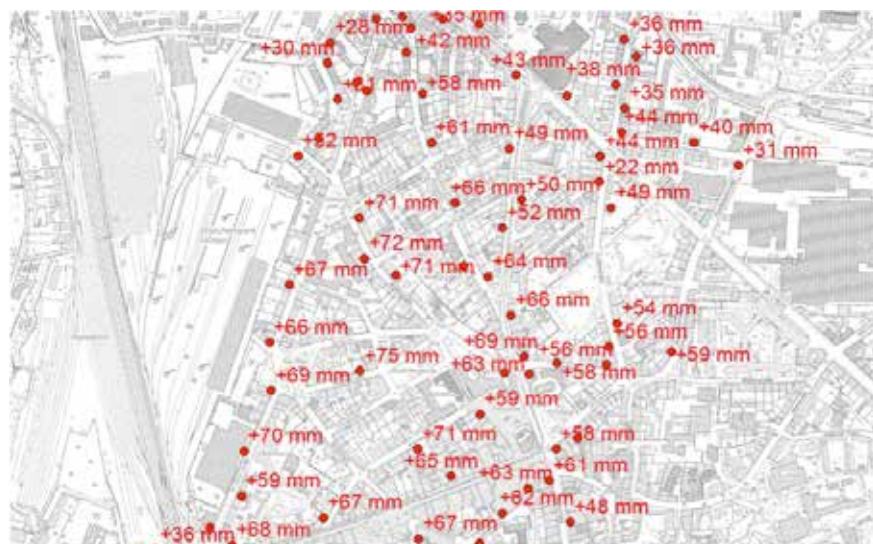 +28 mm
+36 mm
+30 mm
+42 mm
+36 mm
+43 mm
+38 mm
+58 mm
+35 mm
+44 mm
+61 mm
+49 mm
+44 mm
+40 mm
+31 mm
+22 mm
+66 mm
+50 mm
+49 mm
+71 mm
+52 mm
+72 mm
+71 mm
+64 mm
+67 mm
+66 mm
+54 mm
+66 mm
+56 mm
+69 mm
+56 mm
+59 mm
+75 mm
+63 mm
+58 mm
+69 mm
+59 mm
+70 mm
+71 mm
+58 mm
+65 mm
+63 mm
+61 mm
+59 mm
+67 mm
+62 mm
+48 mm
+36 mm
+68 mm
+67 mm